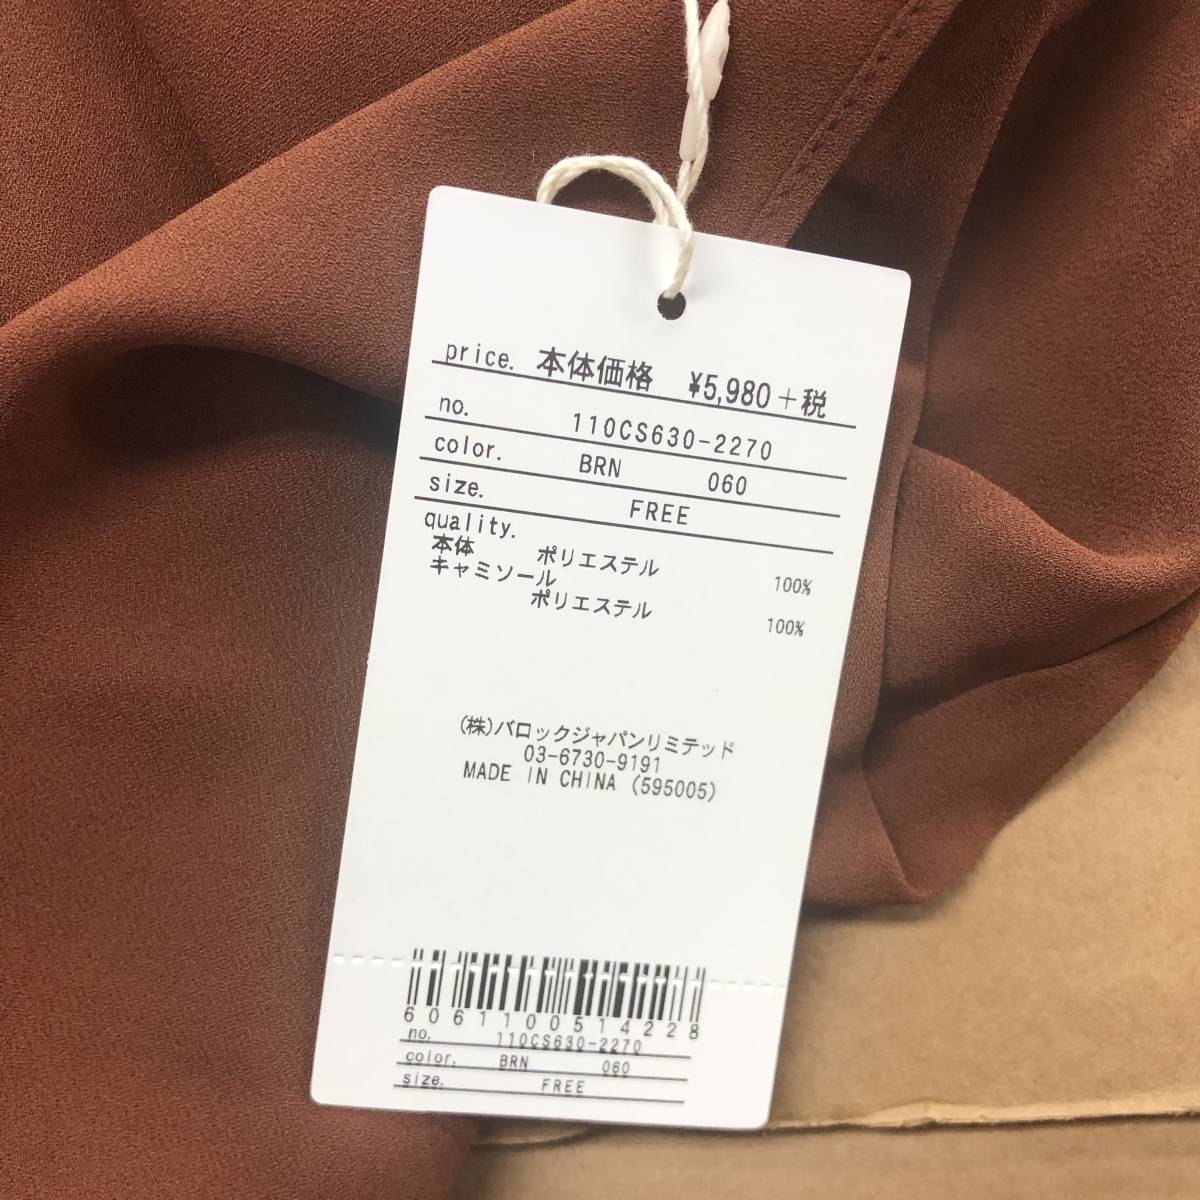 price. 本体価格 ¥5,980+税
no. 110CS630-2270
color. BRN 060
size. FREE
quality.
本体 ポリエステル 100%
キャミソール
ポリエステル 100%
(株)バロックジャパンリミテッド
03-6730-9191
MADE IN CHINA (595005)
6061100514228
no. 110CS630-2270
color. BRN 060
size. FREE